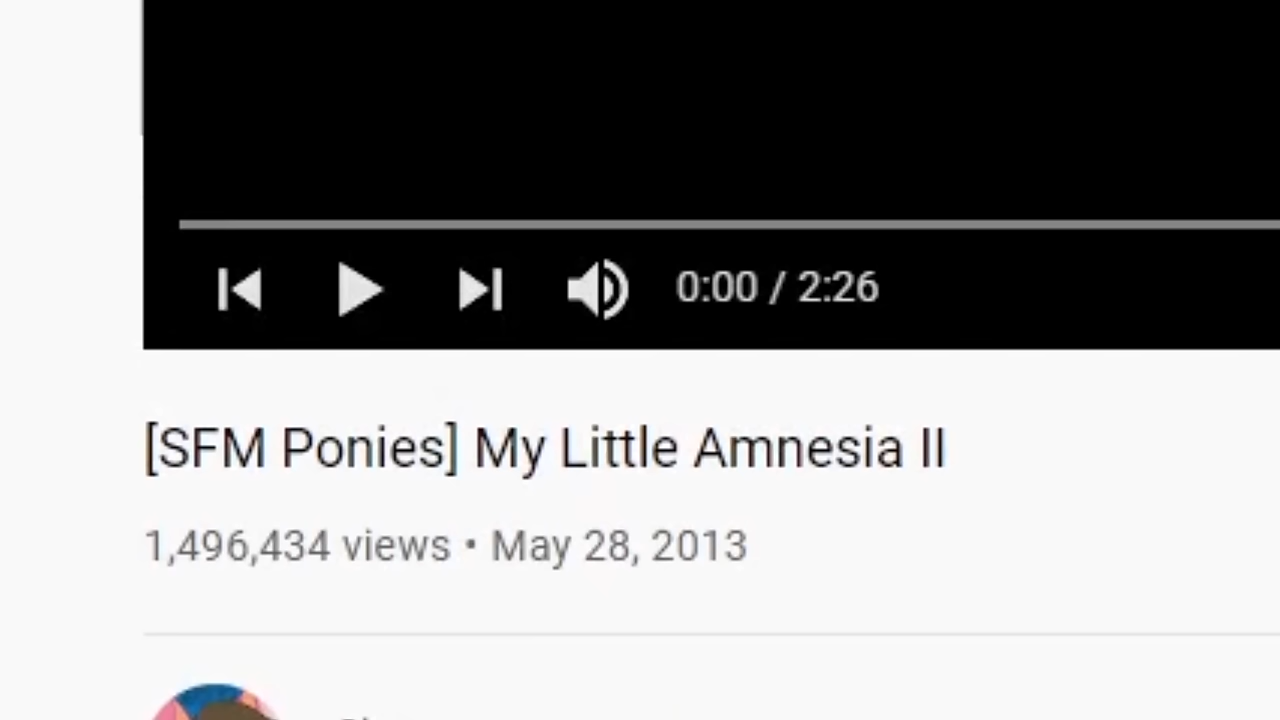 0:00 / 2:26
[SFM Ponies] My Little Amnesia II
1,496,434 views • May 28, 2013